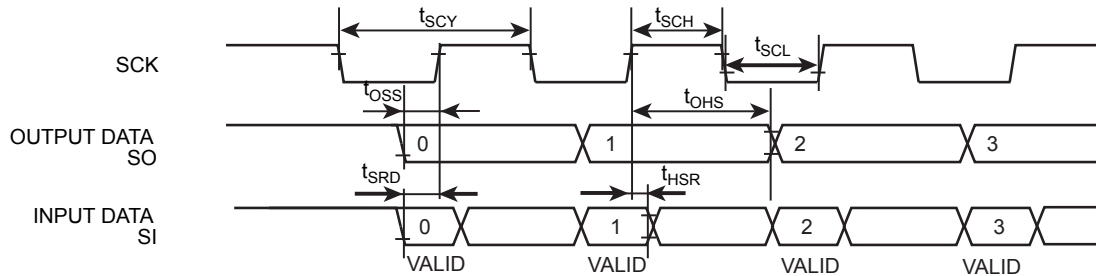 tSCY
tSCH
SCK
tSCL
tOSS
tOHS
OUTPUT DATA
SO
0
1
2
3
tSRD
tHSR
INPUT DATA
SI
0
1
2
3
VALID
VALID
VALID
VALID